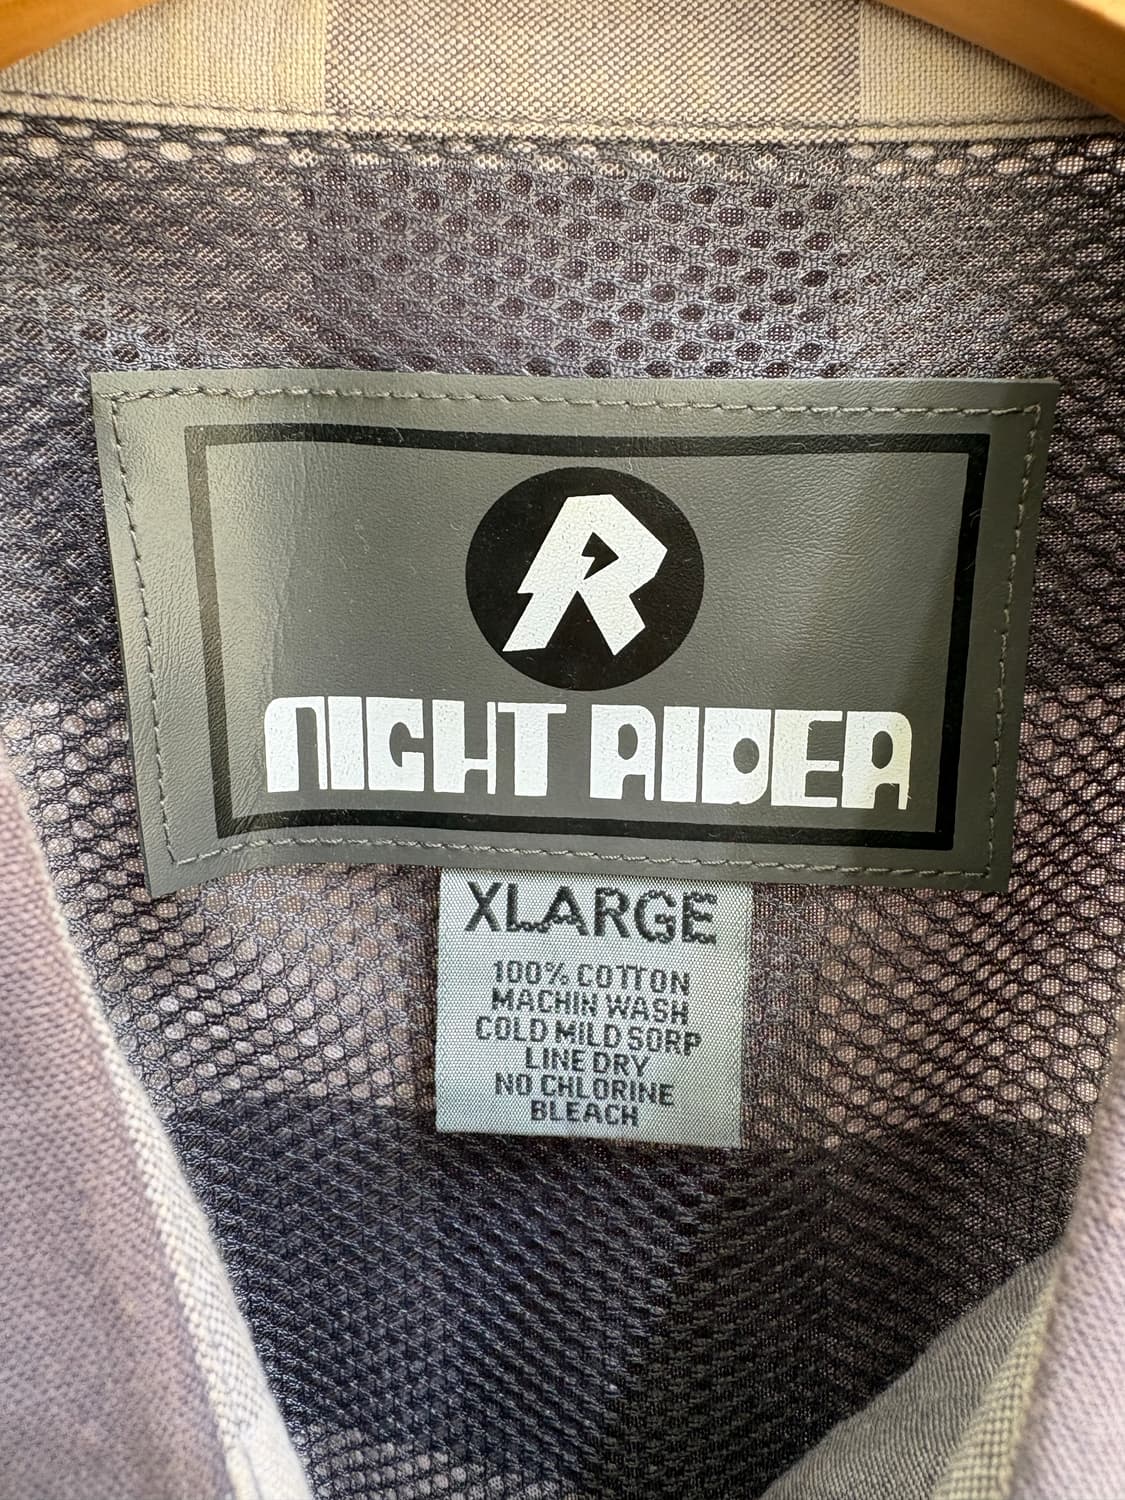 R
NIGHT RIDER
XLARGE
100% COTTON
MACHIN WASH
COLD MILD SORP
LINE DRY
NO CHLORINE
BLEACH